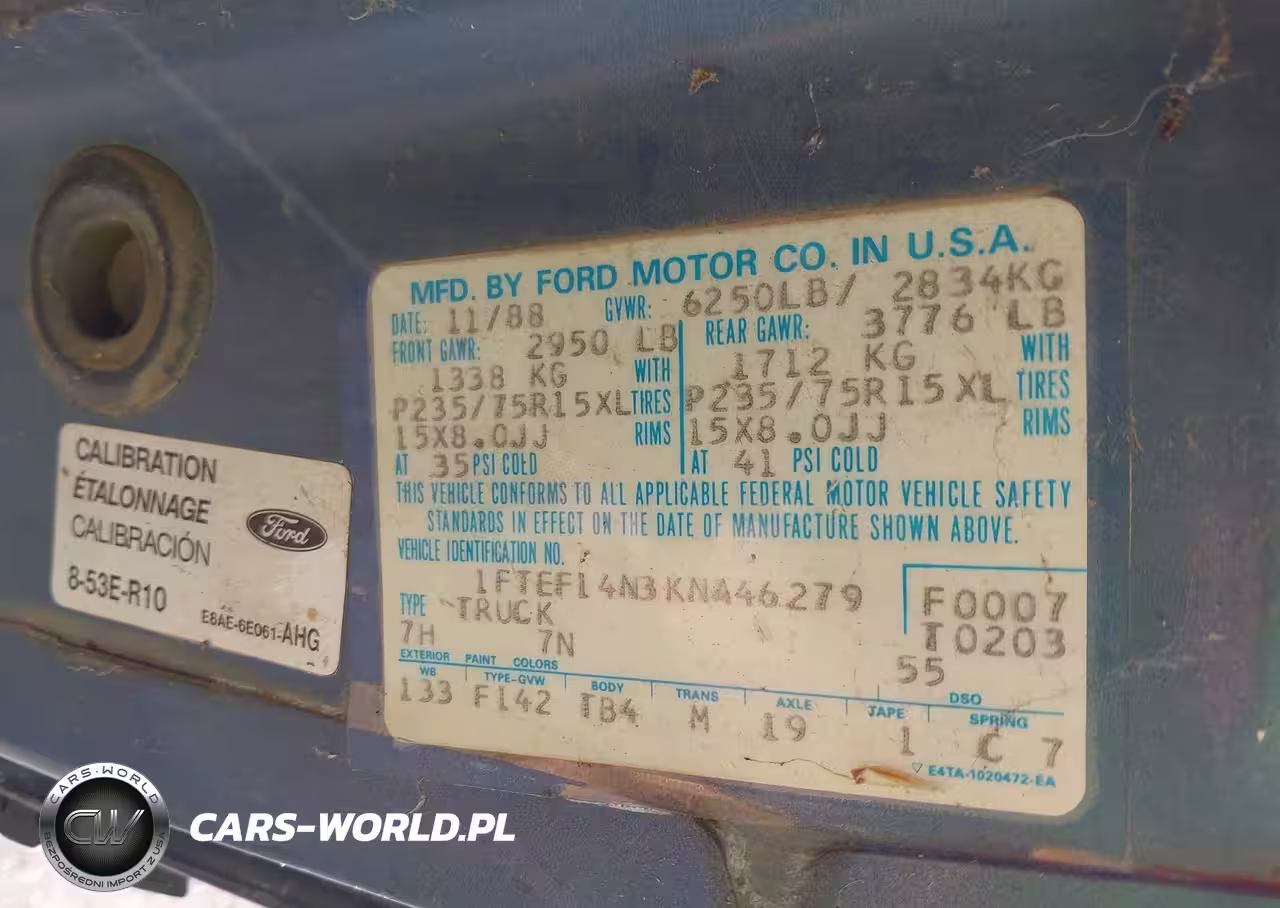 MFD. BY FORD MOTOR CO. IN U.S.A.
DATE: 11/88 GVWR: 6250LB/ 2834KG
FRONT GAWR: 2950 LB REAR GAWR: 3776 LB
1338 KG WITH 1712 KG WITH
P235/75R15XL TIRES P235/75R15XL TIRES
15X8.0JJ RIMS 15X8.0JJ RIMS
AT 35 PSI COLD AT 41 PSI COLD
THIS VEHICLE CONFORMS TO ALL APPLICABLE FEDERAL MOTOR VEHICLE SAFETY
STANDARDS IN EFFECT ON THE DATE OF MANUFACTURE SHOWN ABOVE.
VEHICLE IDENTIFICATION NO.
1FTEF14N3KNA46279
F0007
TYPE TRUCK
T0203
7H 7N
55
EXTERIOR PAINT COLORS
DSO
WB TYPE-GVW BODY TRANS AXLE TAPE SPRING
133 F142 TB4 M 19 1 C 7
E4TA-1020472-EA
CALIBRATION
ÉTALONNAGE
CALIBRACIÓN
Ford
8-53E-R10
E8AE-6E061-AHG
CARS-WORLD
CW
BEZPOŚREDNI IMPORT Z USA
CARS-WORLD.PL